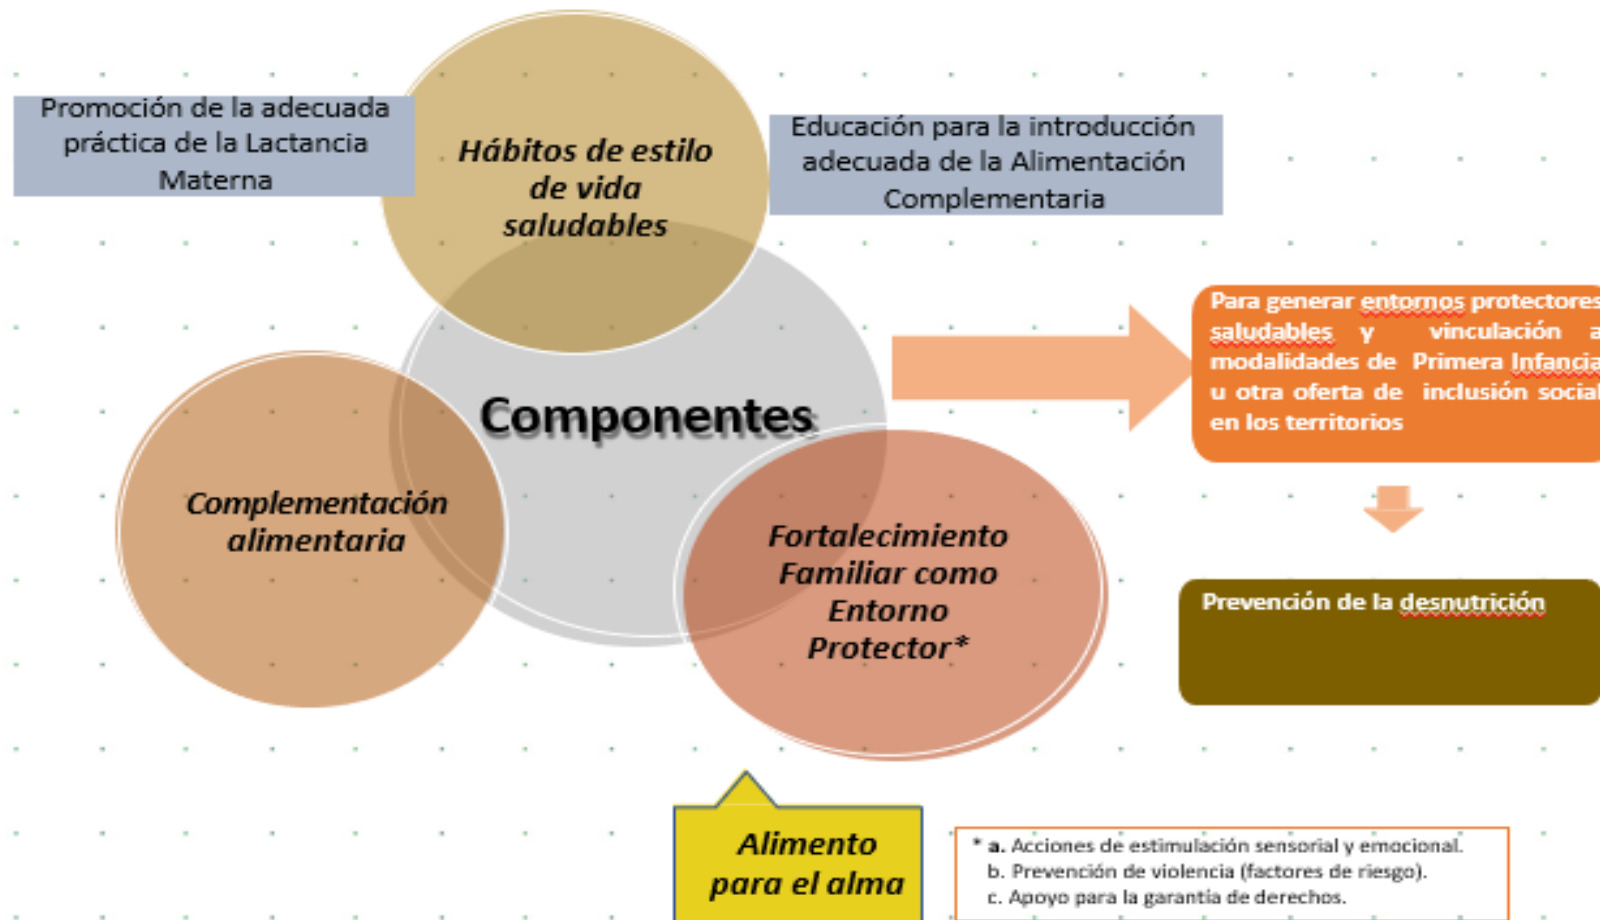 Promoción de la adecuada
práctica de la Lactancia
Materna
Hábitos de estilo
de vida
saludables
Educación para la introducción
adecuada de la Alimentación
Complementaria
Componentes
Para generar entornos protectores
saludables y vinculación a
modalidades de Primera Infancia
u otra oferta de inclusión social
en los territorios
Complementación
alimentaria
Fortalecimiento
Familiar como
Entorno
Protector*
Prevención de la desnutrición
Alimento
para el alma
* a. Acciones de estimulación sensorial y emocional.
b. Prevención de violencia (factores de riesgo).
c. Apoyo para la garantía de derechos.